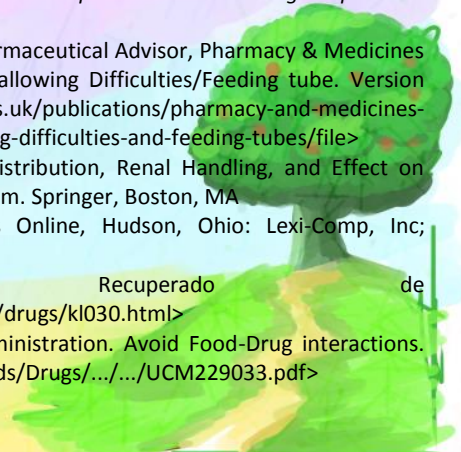 rmaceutical Advisor, Pharmacy & Medicines
allowing Difficulties/Feeding tube. Version
s.uk/publications/pharmacy-and-medicines-
g-difficulties-and-feeding-tubes/file>
istribution, Renal Handling, and Effect on
m. Springer, Boston, MA
Online, Hudson, Ohio: Lexi-Comp, Inc;
Recuperado de
/drugs/kl030.html>
ministration. Avoid Food-Drug interactions.
ds/Drugs/.../.../UCM229033.pdf>